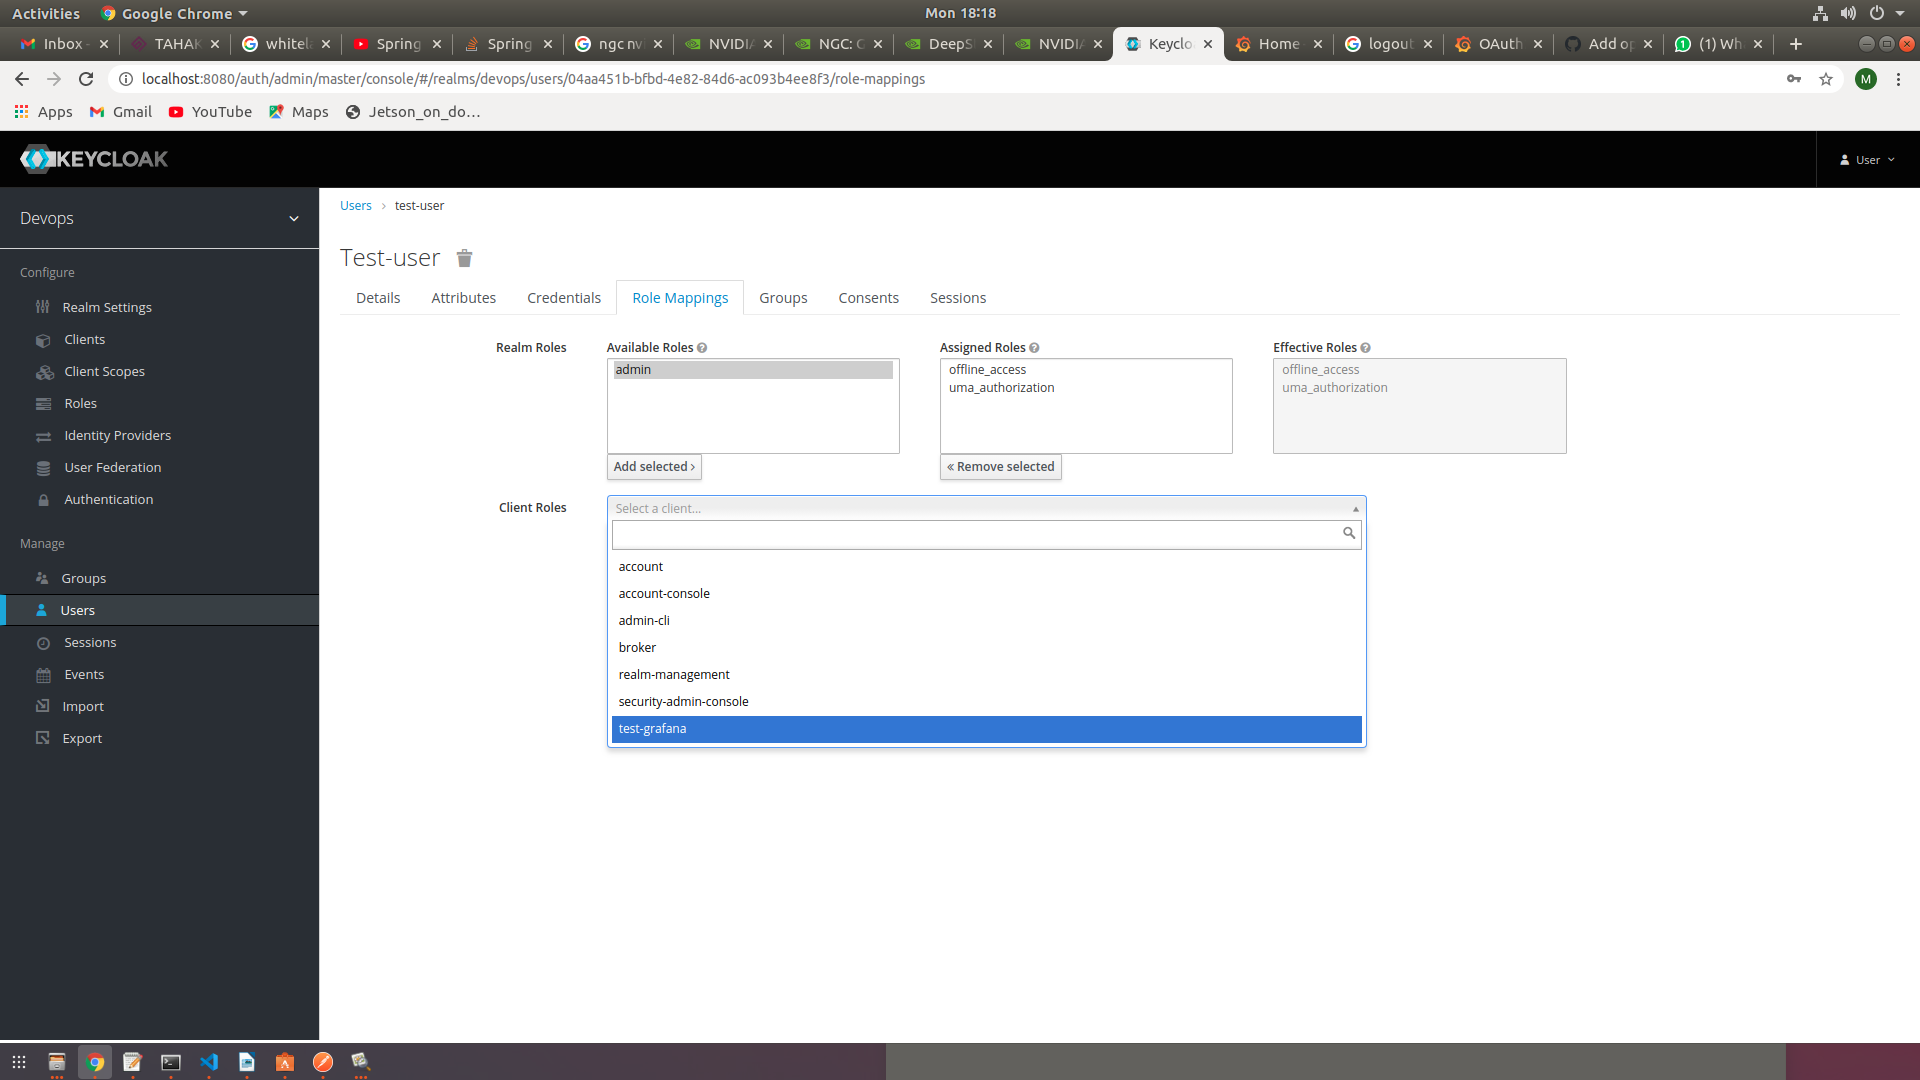 Activities
Google Chrome
Mon 18:18
Inbox -
TAHAK
whitela
Spring
Spring
ngc nv
NVIDIA
NGC: C
DeepS
NVIDIA
Keyclo
Home
logout
OAuth
Add op
(1) Wh
localhost:8080/auth/admin/master/console/#/realms/devops/users/04aa451b-bfbd-4e82-84d6-ac093b4ee8f3/role-mappings
M
Apps
Gmail
YouTube
Maps
Jetson_on_do...
KEYCLOAK
User
Devops
Configure
Realm Settings
Clients
Client Scopes
Roles
Identity Providers
User Federation
Authentication
Manage
Groups
Users
Sessions
Events
Import
Export
Users > test-user
Test-user
Details
Attributes
Credentials
Role Mappings
Groups
Consents
Sessions
Realm Roles
Available Roles
admin
Add selected >
Assigned Roles
offline_access
uma_authorization
« Remove selected
Effective Roles
offline_access
uma_authorization
Client Roles
Select a client...
account
account-console
admin-cli
broker
realm-management
security-admin-console
test-grafana